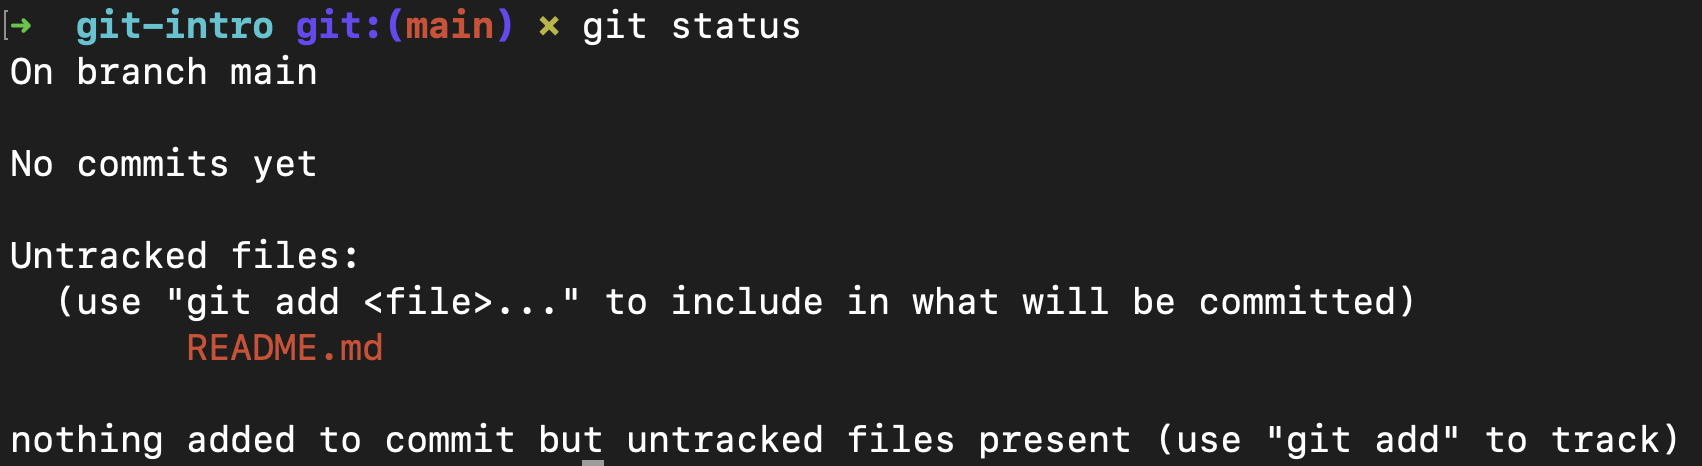 ➜  git-intro git:(main) ✗ git status
On branch main

No commits yet

Untracked files:
  (use "git add <file>..." to include in what will be committed)
        README.md

nothing added to commit but untracked files present (use "git add" to track)